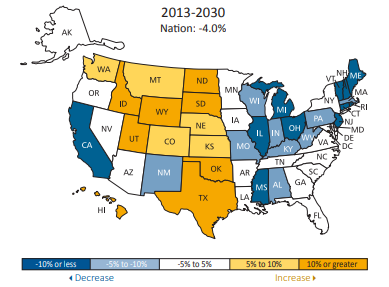 2013-2030
Nation: -4.0%
AK
WA
MT
ND
MN
VT
NH
ME
OR
ID
WY
SD
WI
MI
NY
MA
RI
CT
NJ
MD
DE
DC
NE
IA
PA
CA
NV
UT
CO
KS
MO
IL
IN
OH
WV
VA
KY
AZ
NM
OK
AR
TN
NC
SC
TX
LA
MS
AL
GA
FL
HI
-10% or less
-5% to -10%
-5% to 5%
5% to 10%
10% or greater
Decrease
Increase